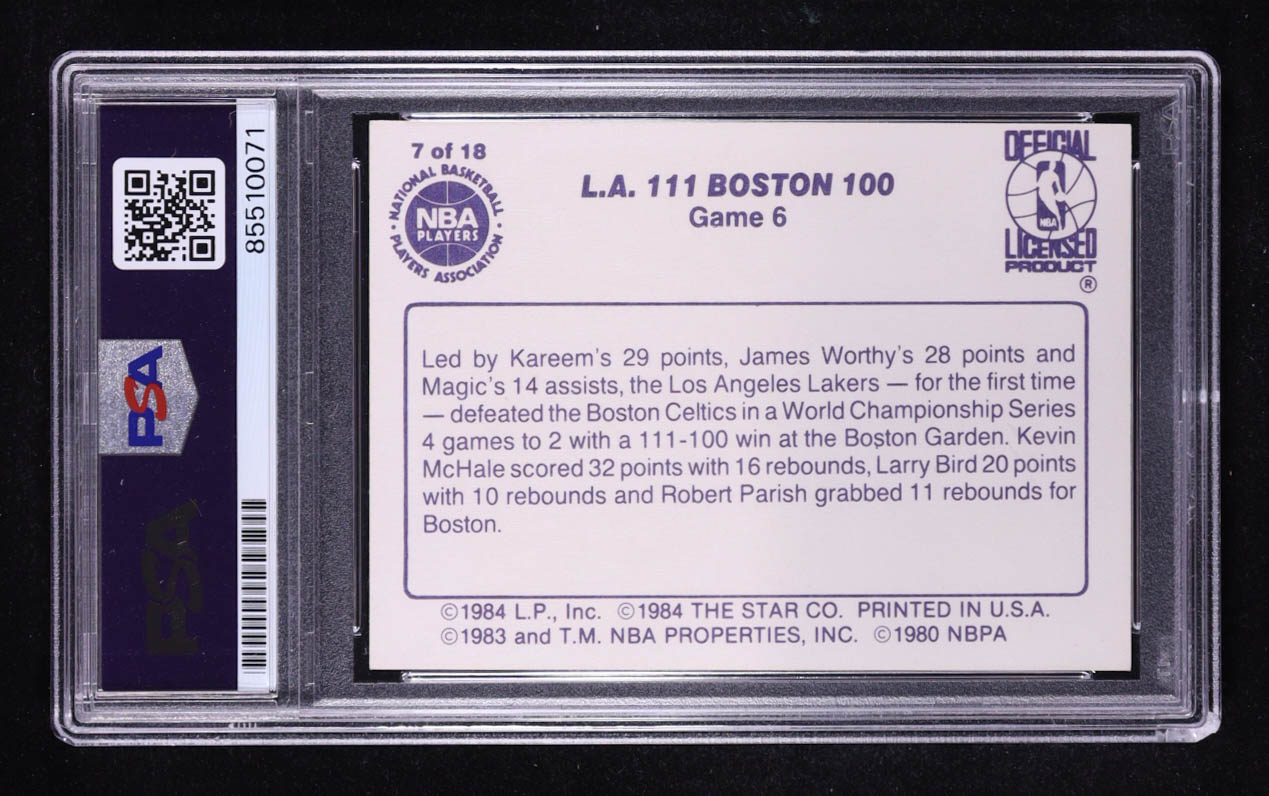 7 of 18
NATIONAL BASKETBALL
NBA
PLAYERS
PLAYERS ASSOCIATION
L.A. 111 BOSTON 100
Game 6
OFFICIAL
NBA
LICENSED
PRODUCT
®
Led by Kareem's 29 points, James Worthy's 28 points and
Magic's 14 assists, the Los Angeles Lakers — for the first time
— defeated the Boston Celtics in a World Championship Series
4 games to 2 with a 111-100 win at the Boston Garden. Kevin
McHale scored 32 points with 16 rebounds, Larry Bird 20 points
with 10 rebounds and Robert Parish grabbed 11 rebounds for
Boston.
©1984 L.P., Inc. ©1984 THE STAR CO. PRINTED IN U.S.A.
©1983 and T.M. NBA PROPERTIES, INC. ©1980 NBPA
85510071
PSA
PSA